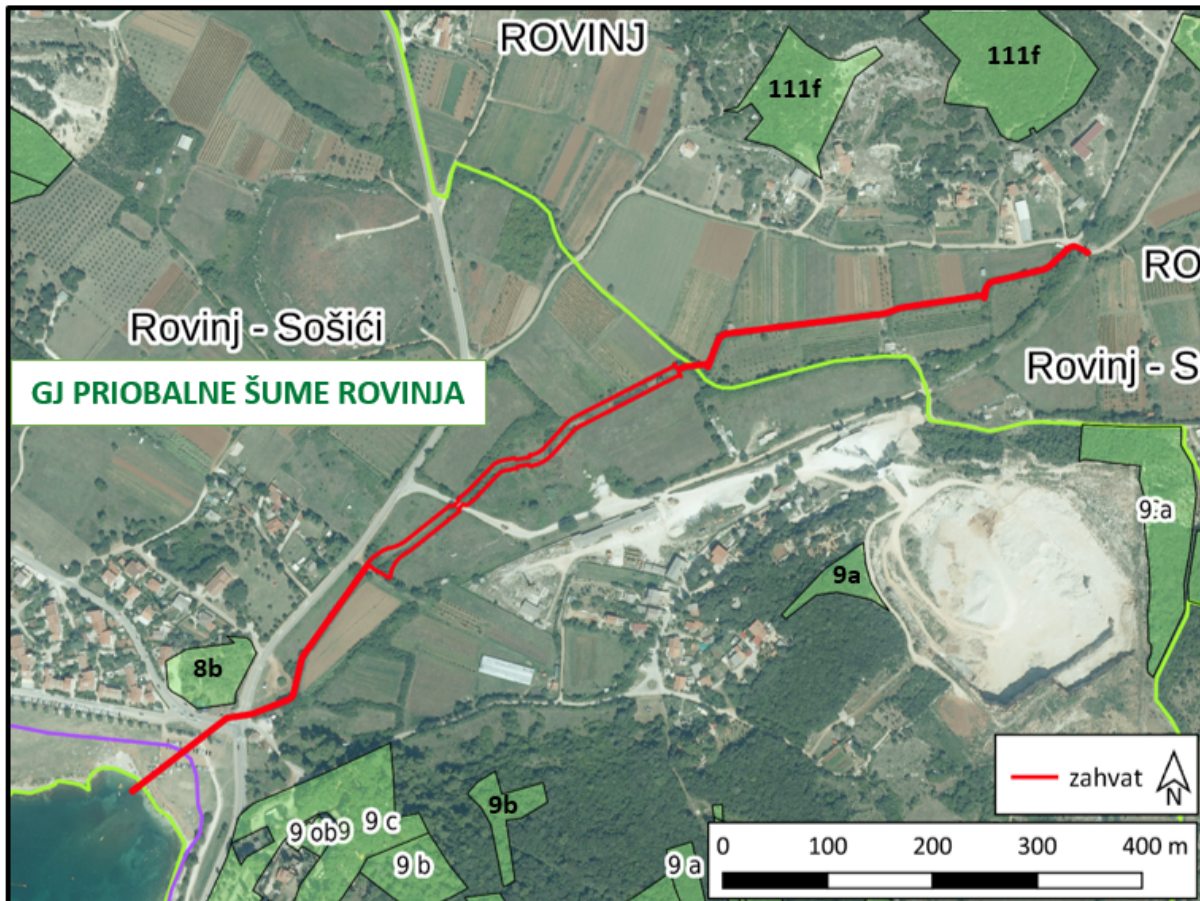 ROVINJ
111f
111f
RO
Rovinj - Sošići
Rovinj - S
GJ PRIOBALNE ŠUME ROVINJA
9a
9a
8b
zahvat
N
9b
9 c
9 b
9 a
0 100 200 300 400 m